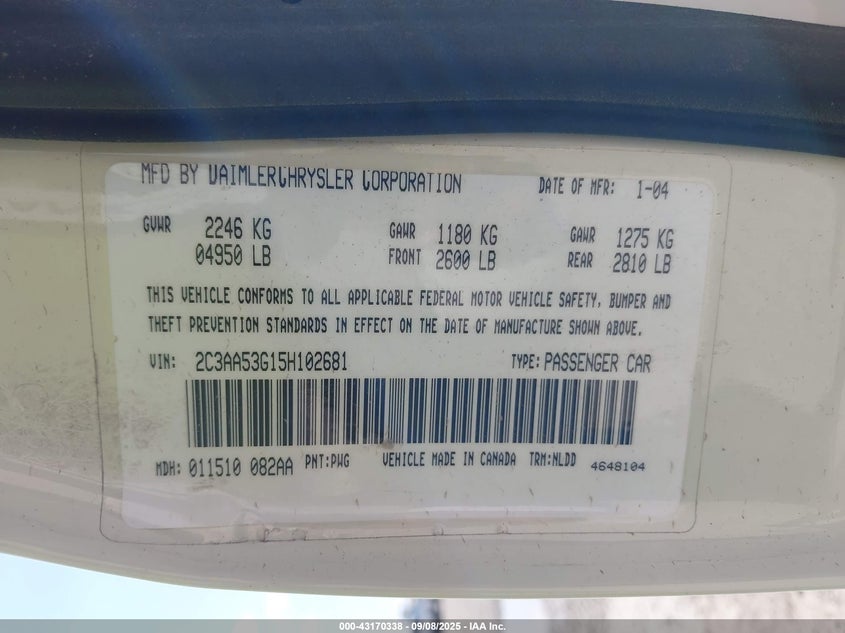 MFD BY DAIMLERCHRYSLER CORPORATION DATE OF MFR: 1-04
GVWR 2246 KG GAWR 1180 KG GAWR 1275 KG
04950 LB FRONT 2600 LB REAR 2810 LB
THIS VEHICLE CONFORMS TO ALL APPLICABLE FEDERAL MOTOR VEHICLE SAFETY, BUMPER AND
THEFT PREVENTION STANDARDS IN EFFECT ON THE DATE OF MANUFACTURE SHOWN ABOVE.
VIN: 2C3AA53G15H102681 TYPE: PASSENGER CAR
MDH: 011510 082AA PNT:PWG VEHICLE MADE IN CANADA TRM:NLDD 4648104
000-43170338 - 09/08/2025 - IAA Inc.